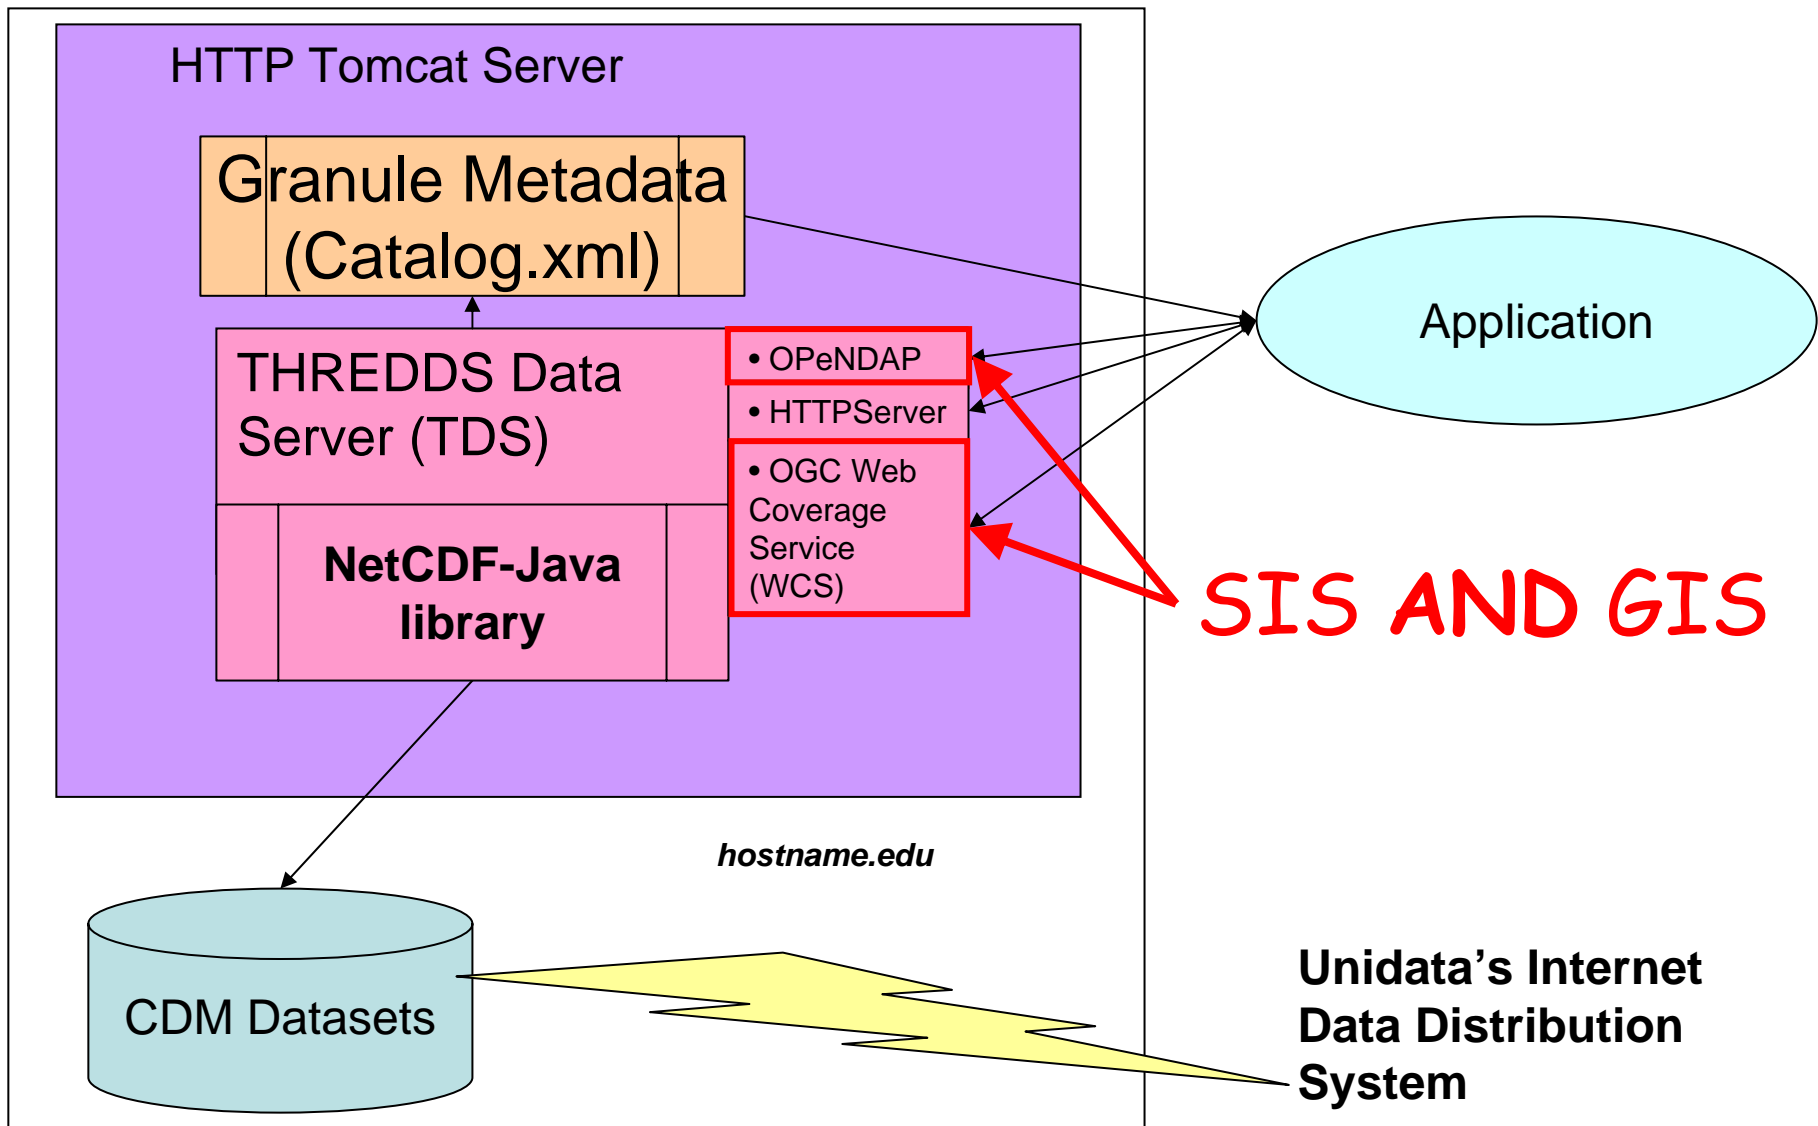 HTTP Tomcat Server
Granule Metadata
(Catalog.xml)
THREDDS Data
Server (TDS)
• OPeNDAP
• HTTPServer
• OGC Web
Coverage
Service
(WCS)
NetCDF-Java
library
Application
SIS AND GIS
hostname.edu
CDM Datasets
Unidata’s Internet
Data Distribution
System